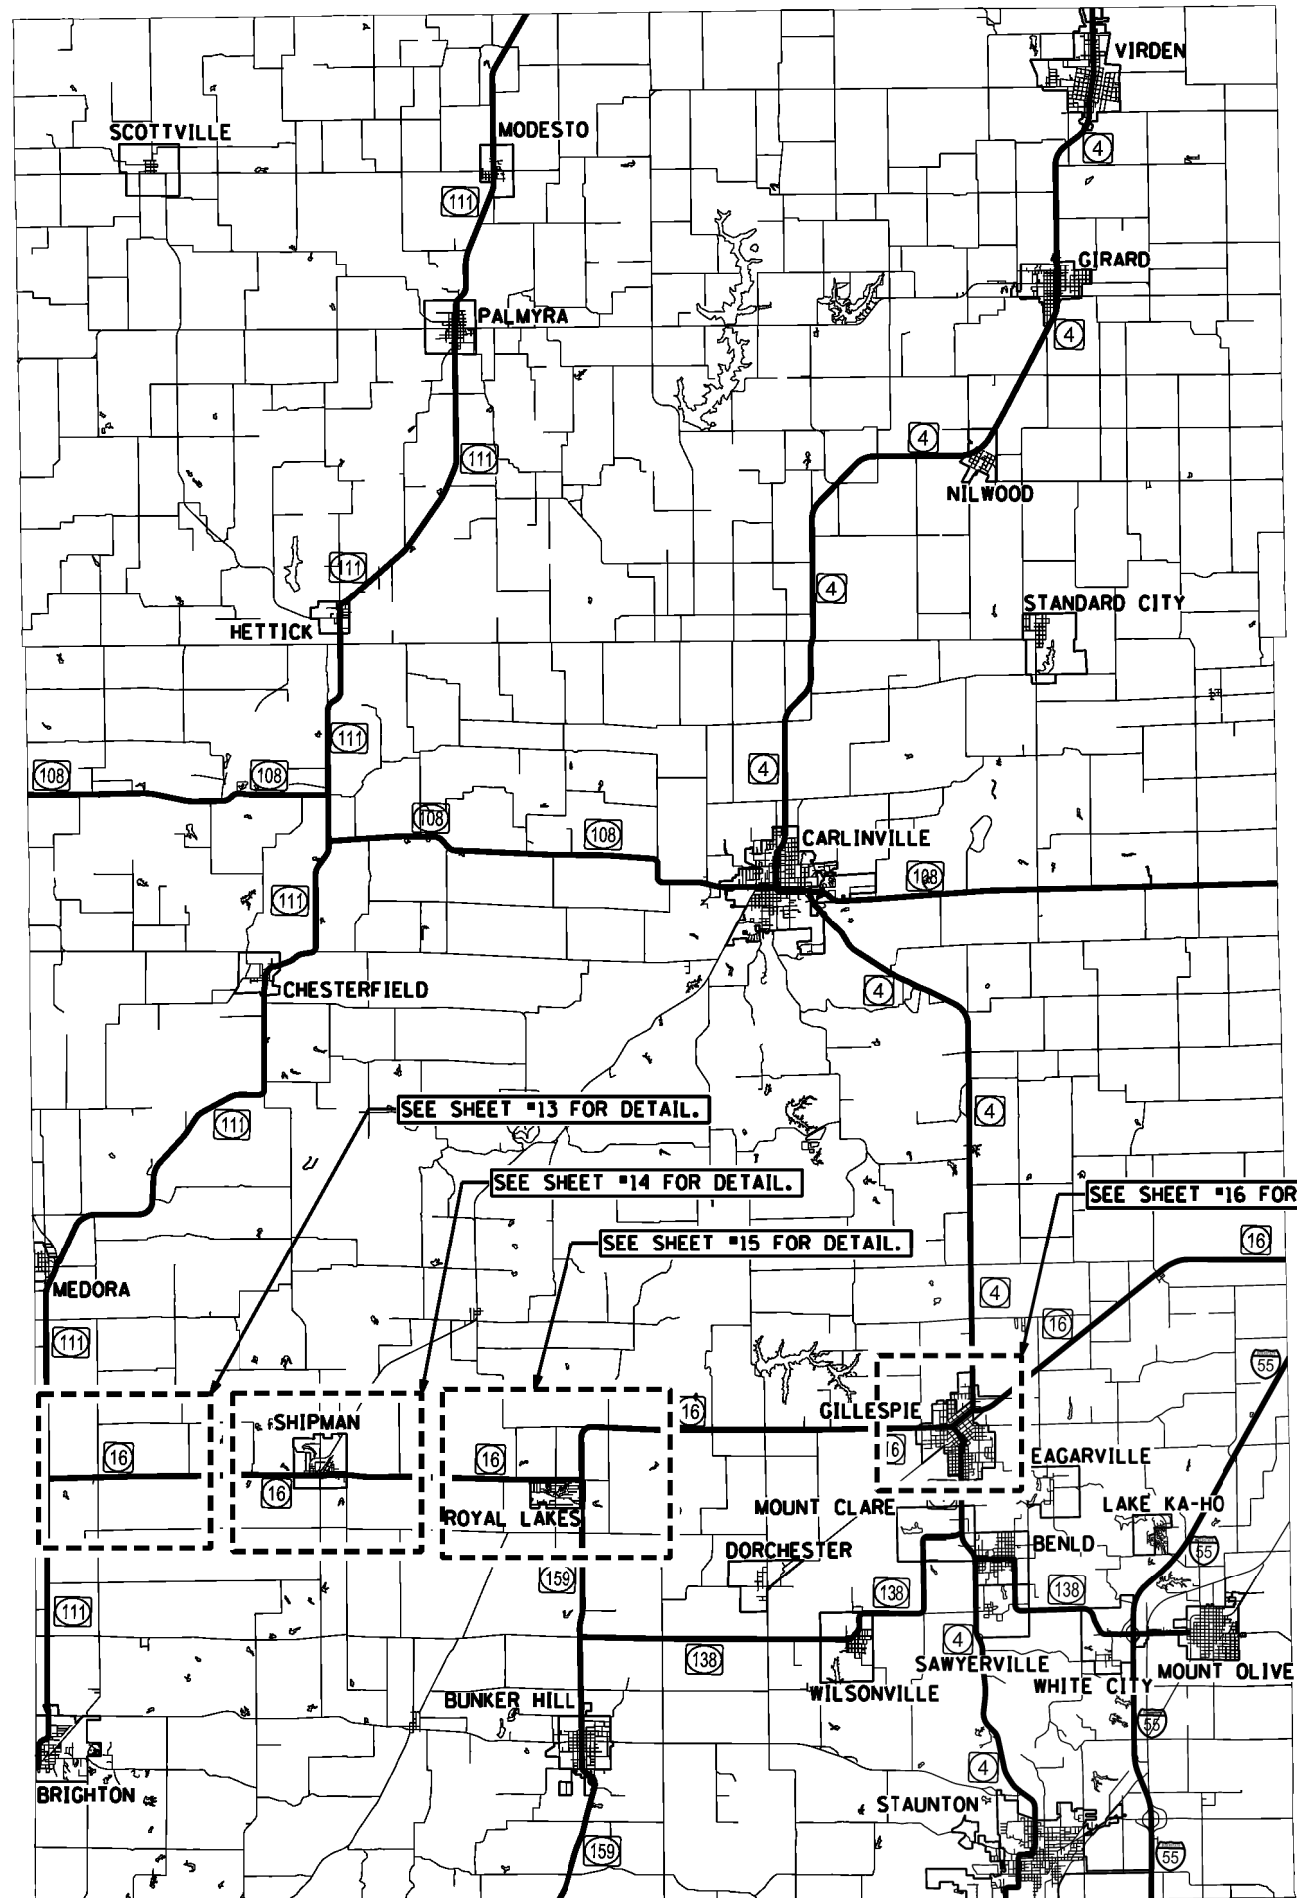 VIRDEN
SCOTTVILLE
MODESTO
4
111
GIRARD
PALMYRA
4
4
111
NILWOOD
111
4
STANDARD CITY
HETTICK
111
4
108
108
108
108
CARLINVILLE
108
111
CHESTERFIELD
4
SEE SHEET "13 FOR DETAIL.
111
4
SEE SHEET "14 FOR DETAIL.
SEE SHEET "16 FOR
SEE SHEET "15 FOR DETAIL.
16
MEDORA
4
16
111
55
SHIPMAN
16
GILLESPIE
16
16
16
16
EAGARVILLE
ROYAL LAKES
MOUNT CLARE
LAKE KA-HO
BENLD
DORCHESTER
55
159
138
138
111
4
138
SAWYERVILLE
WHITE CITY
MOUNT OLIVE
WILSONVILLE
BUNKER HILL
55
4
BRIGHTON
STAUNTON
159
55